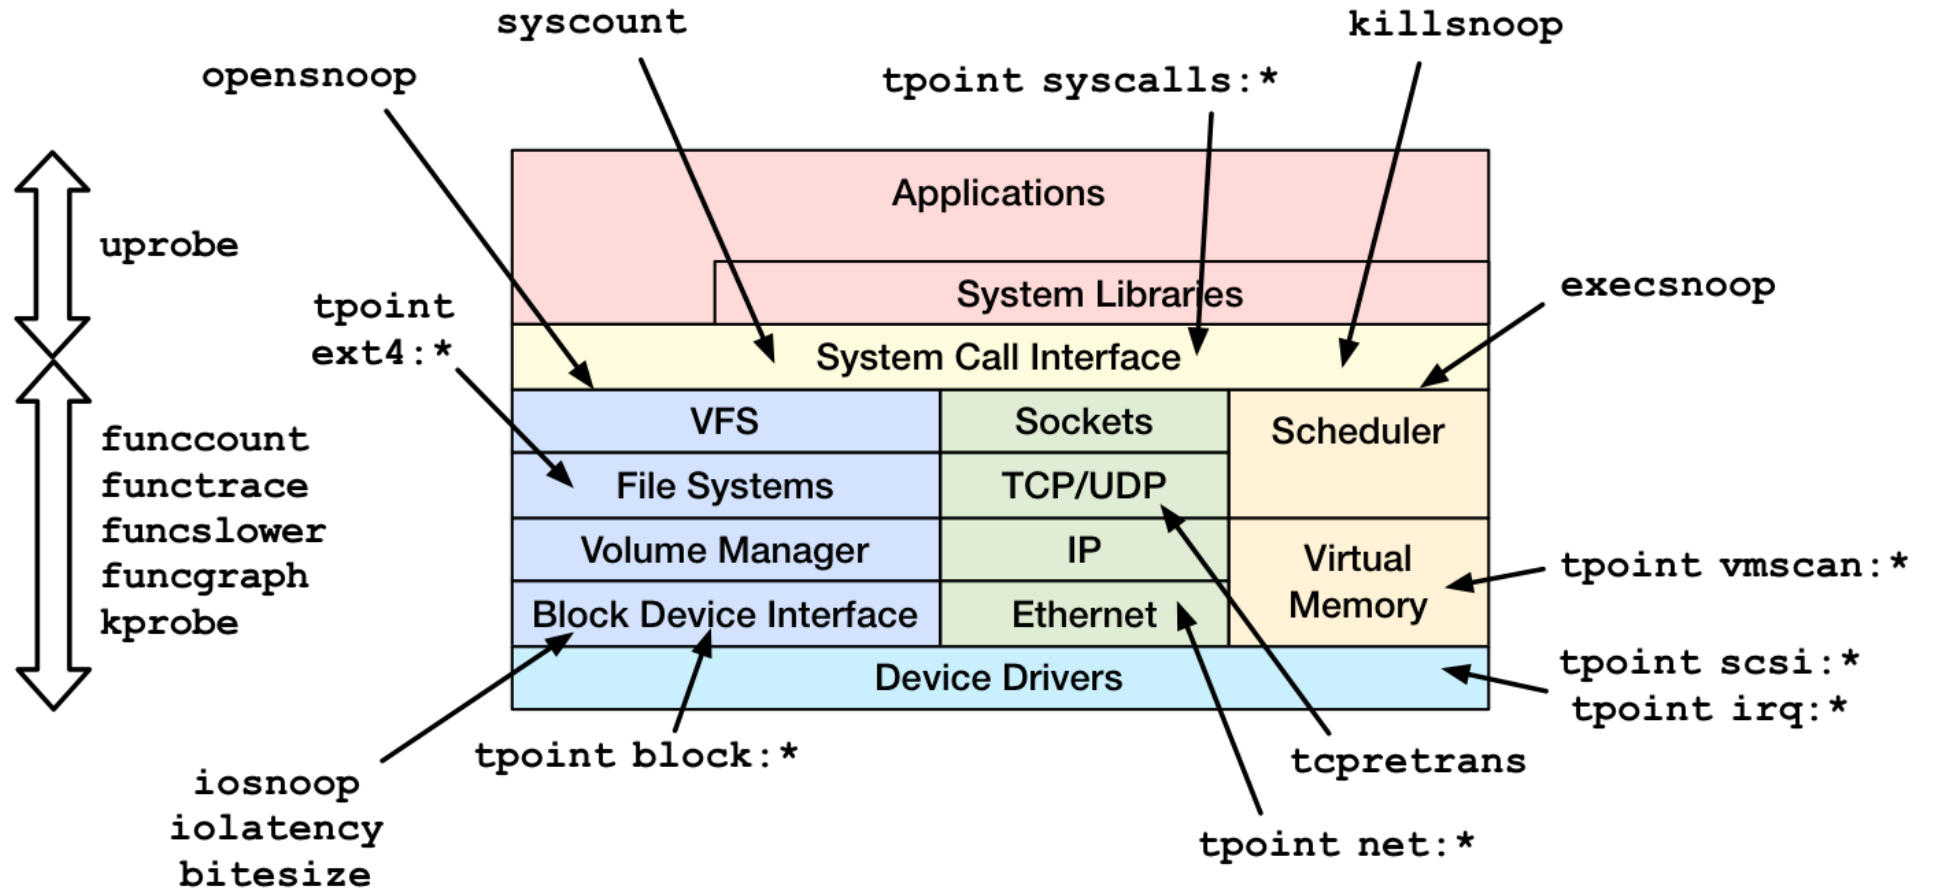 syscount
killsnoop
opensnoop
tpoint syscalls:*
Applications
uprobe
System Libraries
execsnoop
tpoint
ext4:*
System Call Interface
VFS
Sockets
Scheduler
funccount
functrace
funcslower
funcgraph
kprobe
File Systems
TCP/UDP
Volume Manager
IP
Virtual
Memory
tpoint vmscan:*
Block Device Interface
Ethernet
Device Drivers
tpoint scsi:*
tpoint irq:*
tpoint block:*
tcpretrans
iosnoop
iolatency
bitesize
tpoint net:*